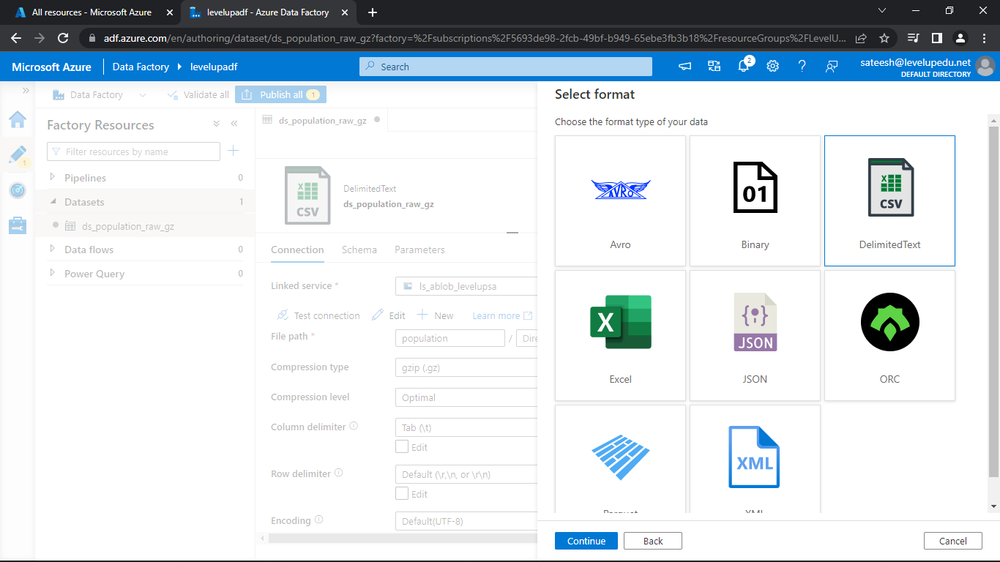 All resources - Microsoft Azure
levelupadf - Azure Data Factory
adf.azure.com/en/authoring/dataset/ds_population_raw_gz?factory=%2Fsubscriptions%2F5693de98-2fcb-49bf-b949-65ebe3fb3b18%2FresourceGroups%2FLevelU...
Microsoft Azure
Data Factory
levelupadf
Search
2
sateesh@levelupedu.net
DEFAULT DIRECTORY
Data Factory
Validate all
Publish all
1
1
Factory Resources
Filter resources by name
Pipelines 0
Datasets 1
ds_population_raw_gz
Data flows 0
Power Query 0
ds_population_raw_gz
CSV
DelimitedText
ds_population_raw_gz
Connection
Schema
Parameters
Linked service *
ls_ablob_levelupsa
Test connection
Edit
New
Learn more
File path *
population
/
Dire
Compression type
gzip (.gz)
Compression level
Optimal
Column delimiter
Tab (\t)
Edit
Row delimiter
Default (\r,\n, or \r\n)
Edit
Encoding
Default(UTF-8)
Select format
Choose the format type of your data
AVRO
Avro
01
Binary
CSV
DelimitedText
X
Excel
JSON
JSON
ORC
Parquet
XML
XML
Continue
Back
Cancel